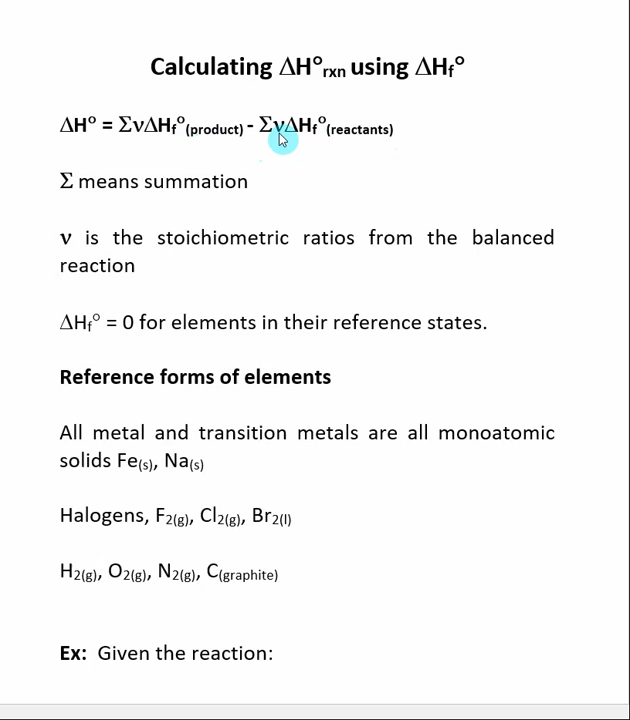 Calculating ΔH°rxn using ΔHf°
ΔH° = ΣνΔHf°(product) - ΣνΔHf°(reactants)
Σ means summation
ν is the stoichiometric ratios from the balanced
reaction
ΔHf° = 0 for elements in their reference states.
Reference forms of elements
All metal and transition metals are all monoatomic
solids Fe(s), Na(s)
Halogens, F2(g), Cl2(g), Br2(l)
H2(g), O2(g), N2(g), C(graphite)
Ex: Given the reaction: